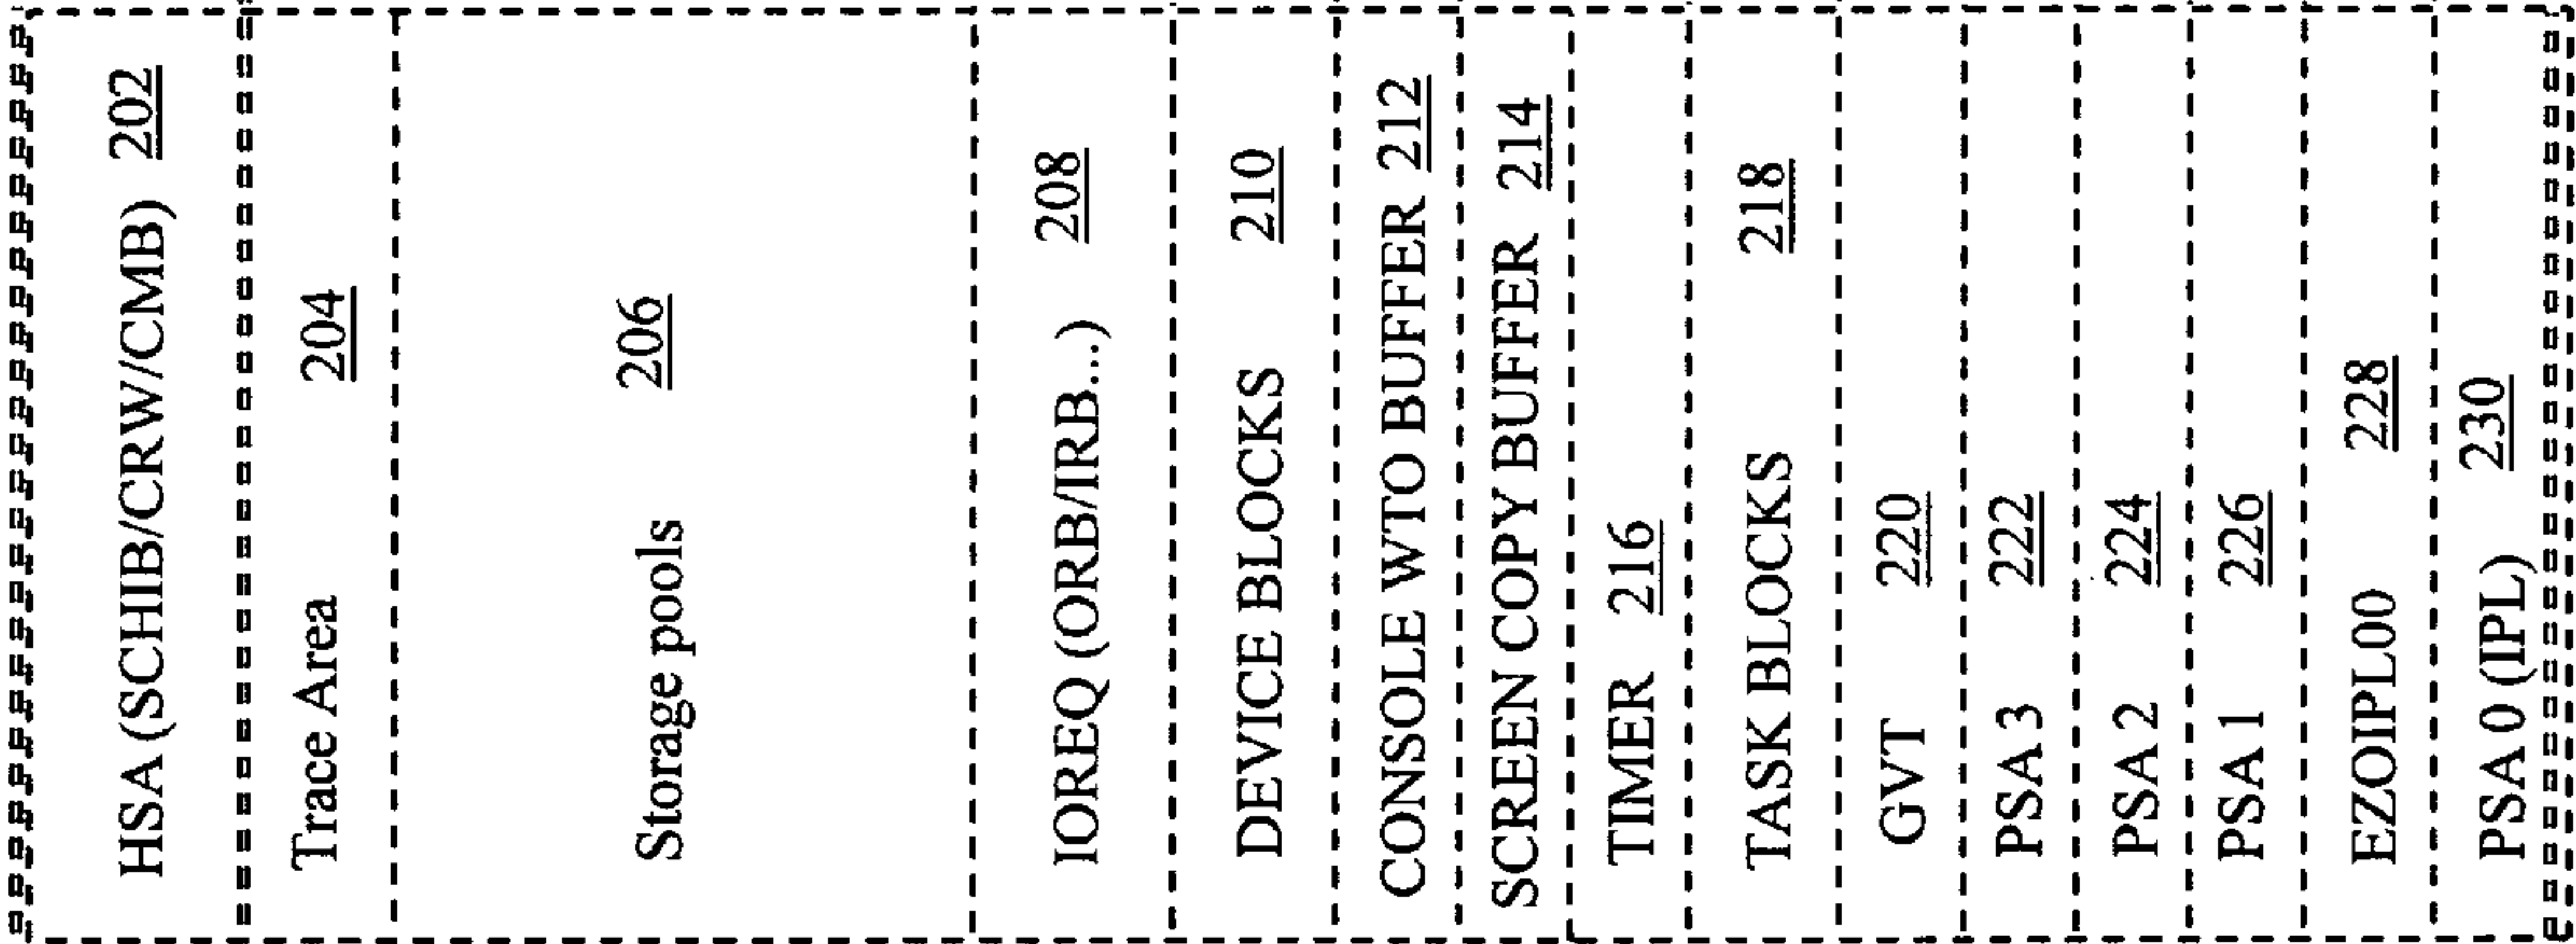 HSA (SCHIB/CRW/CMB) 202
Trace Area 204
Storage pools 206
IOREQ (ORB/IRB...) 208
DEVICE BLOCKS 210
CONSOLE WTO BUFFER 212
SCREEN COPY BUFFER 214
TIMER 216
TASK BLOCKS 218
GVT 220
PSA 3 222
PSA 2 224
PSA 1 226
EZOIPL00 228
PSA 0 (IPL) 230